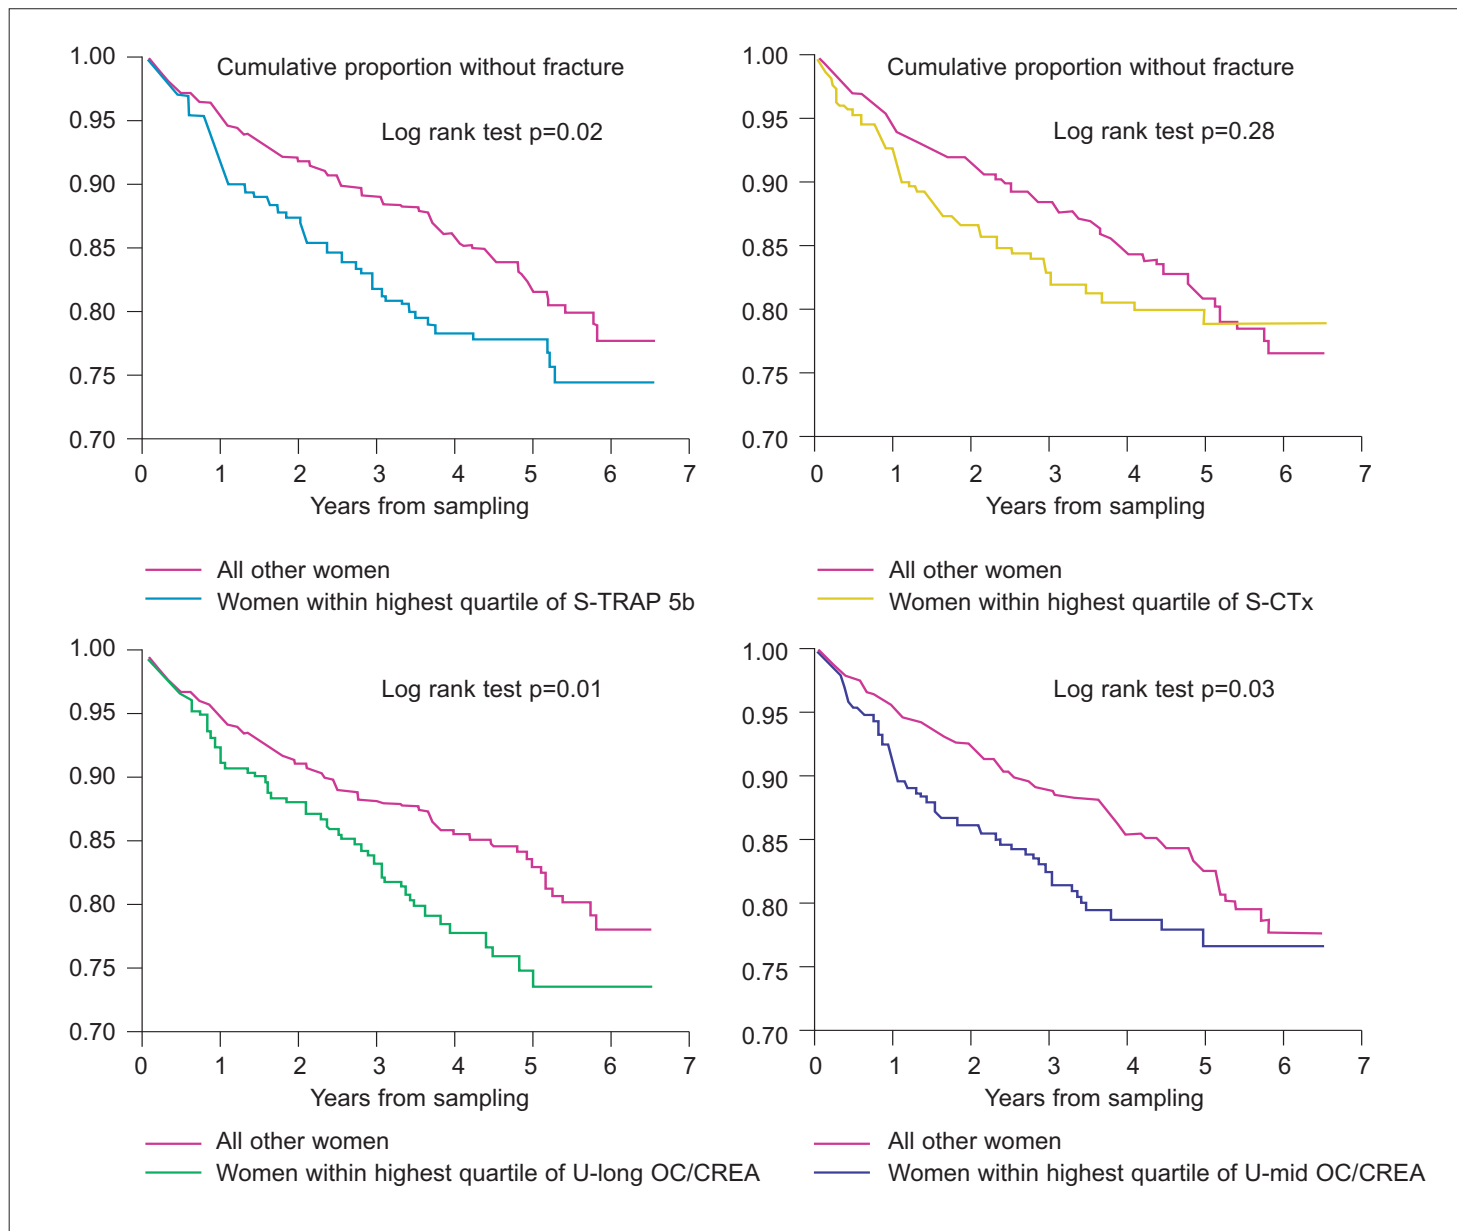 Cumulative proportion without fracture
Log rank test p=0.02
1.00
0.95
0.90
0.85
0.80
0.75
0.70
0 1 2 3 4 5 6 7
Years from sampling
All other women
Women within highest quartile of S-TRAP 5b
Cumulative proportion without fracture
Log rank test p=0.28
1.00
0.95
0.90
0.85
0.80
0.75
0.70
0 1 2 3 4 5 6 7
Years from sampling
All other women
Women within highest quartile of S-CTx
Log rank test p=0.01
1.00
0.95
0.90
0.85
0.80
0.75
0.70
0 1 2 3 4 5 6 7
Years from sampling
All other women
Women within highest quartile of U-long OC/CREA
Log rank test p=0.03
1.00
0.95
0.90
0.85
0.80
0.75
0.70
0 1 2 3 4 5 6 7
Years from sampling
All other women
Women within highest quartile of U-mid OC/CREA